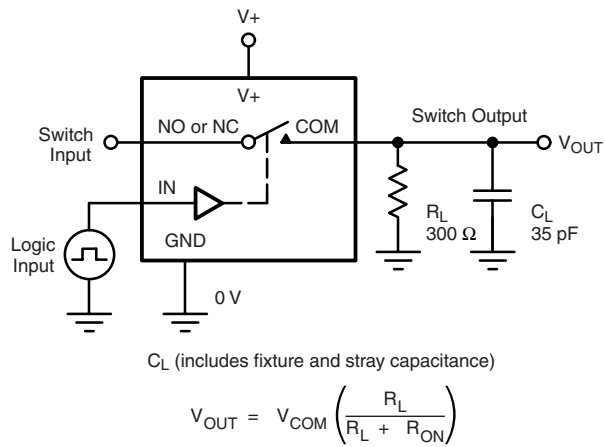 V+
V+
Switch Output
NO or NC
COM
Switch
Input
V_OUT
IN
R_L
300 Ω
C_L
35 pF
GND
Logic
Input
0 V
C_L (includes fixture and stray capacitance)
V_OUT = V_COM (R_L / (R_L + R_ON))